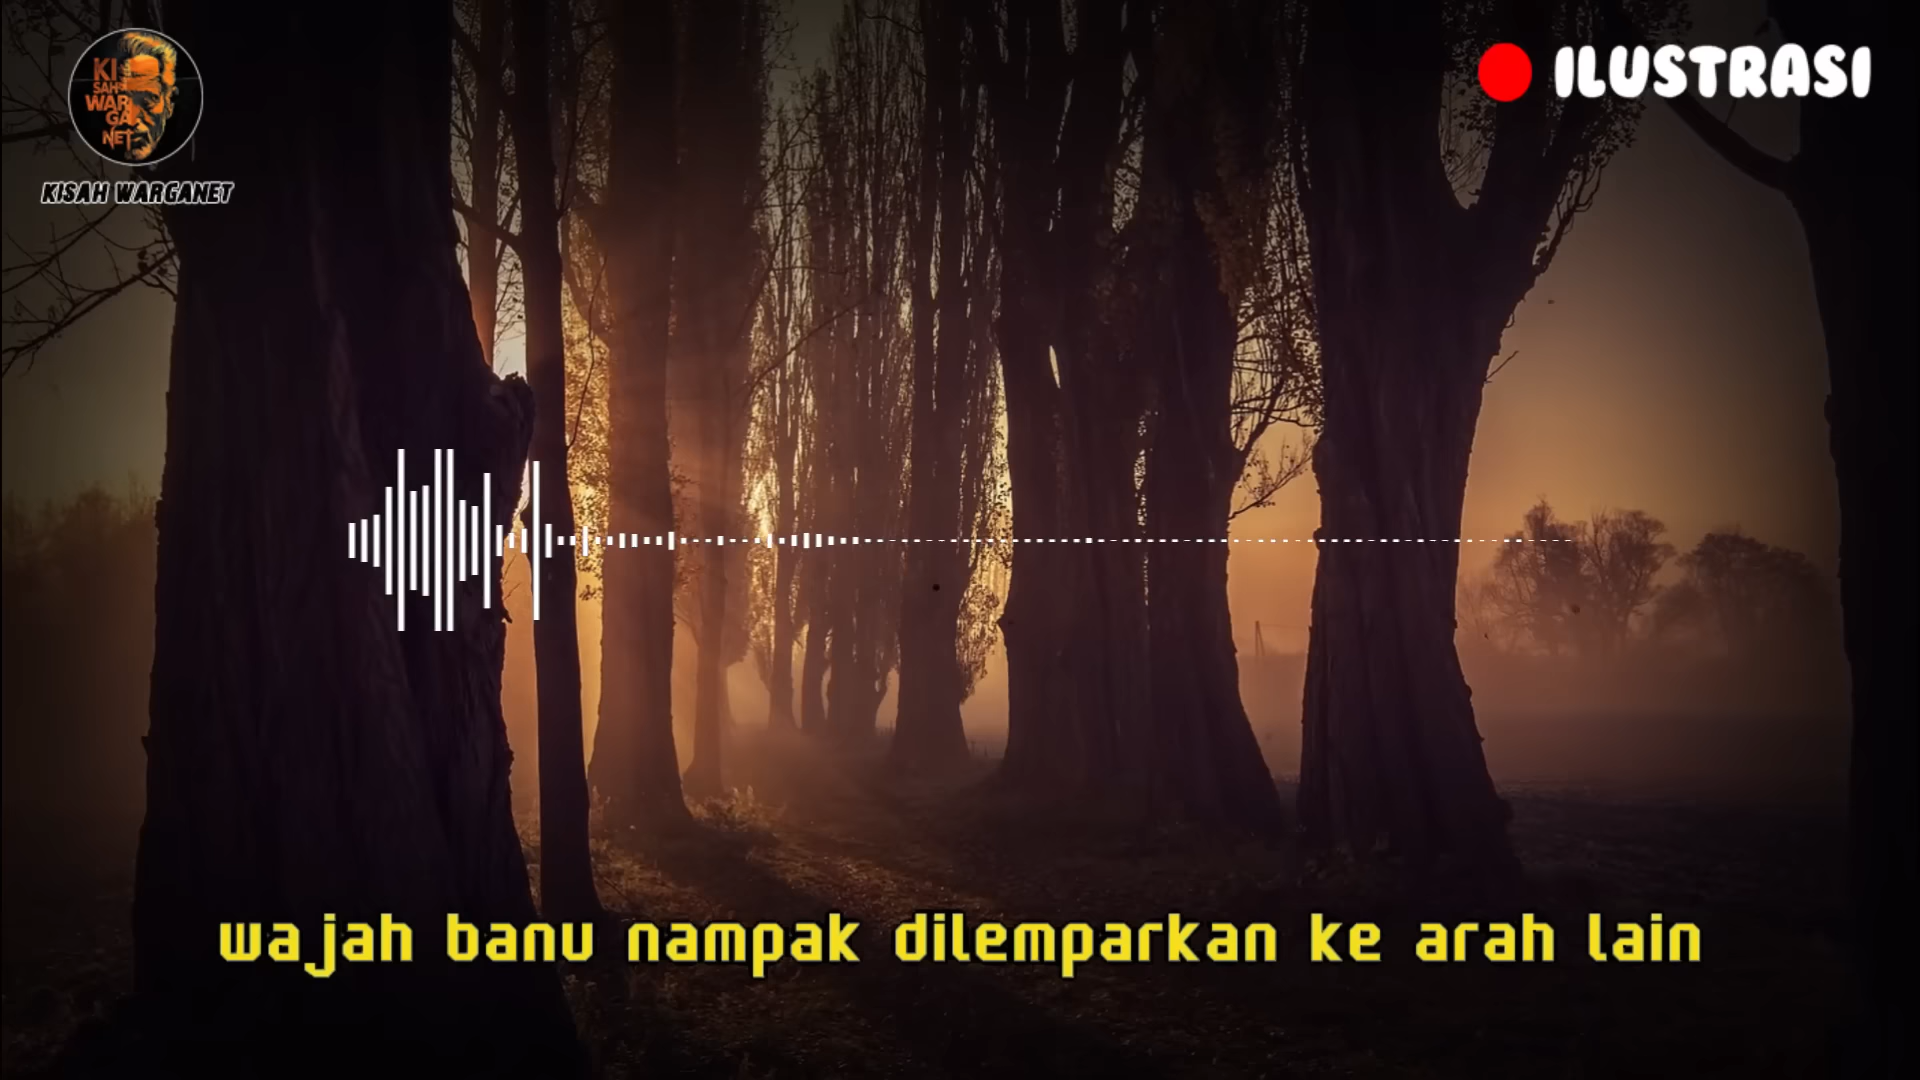 KI
SAH
WAR
GA
NET
KISAH WARGANET
ILUSTRASI
wajah banu nampak dilemparkan ke arah lain